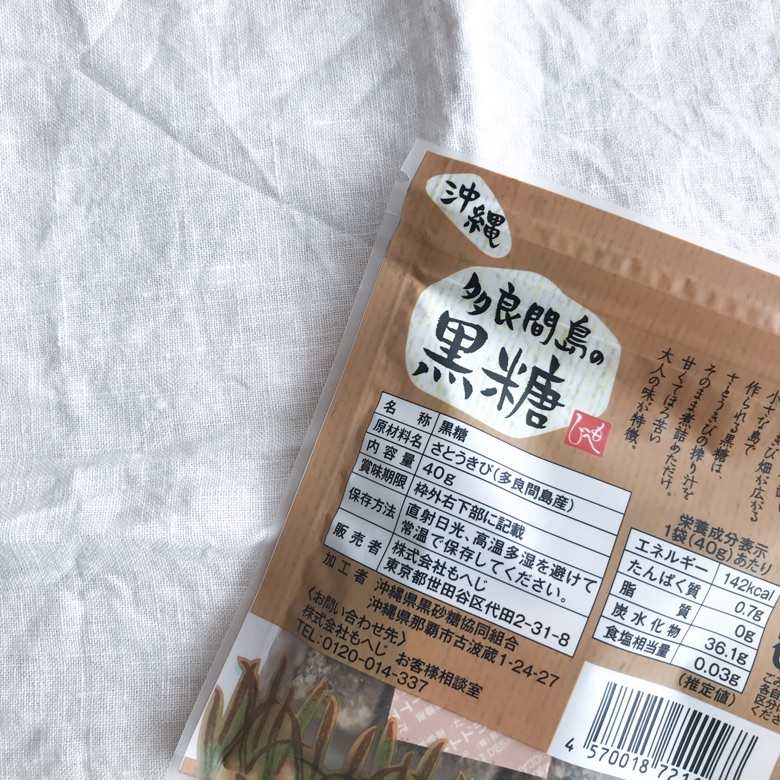 沖縄
多良間島の
黒糖
もへじ
作られる黒糖は、
さとうきびの搾り汁を
そのまま煮詰めただけ。
甘くてほろ苦い
大人の味が特徴。
名 称 黒糖
原材料名 さとうきび(多良間島産)
内容量 40g
賞味期限 枠外右下部に記載
保存方法 直射日光、高温多湿を避けて
常温で保存してください。
販売者 株式会社もへじ
東京都世田谷区代田2-31-8
加工者 沖縄県黒砂糖協同組合
沖縄県那覇市古波蔵1-24-27
〈お問い合わせ先〉
株式会社もへじ お客様相談室
TEL:0120-014-337
栄養成分表示
1袋(40g)あたり
エネルギー 142kcal
たんぱく質 0.7g
脂 質 0g
炭水化物 36.1g
食塩相当量 0.03g
(推定値)
4 570018 72